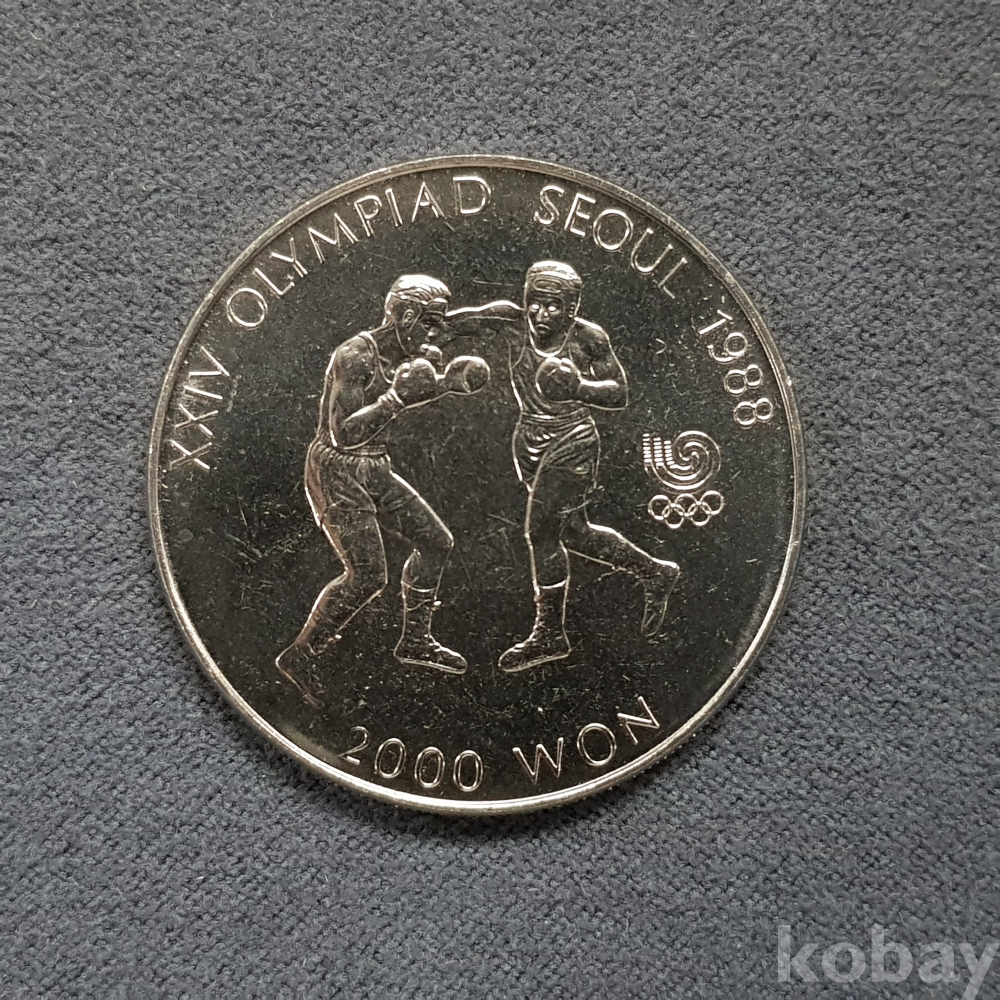 XXIV OLYMPIAD SEOUL 1988
2000 WON
kobay